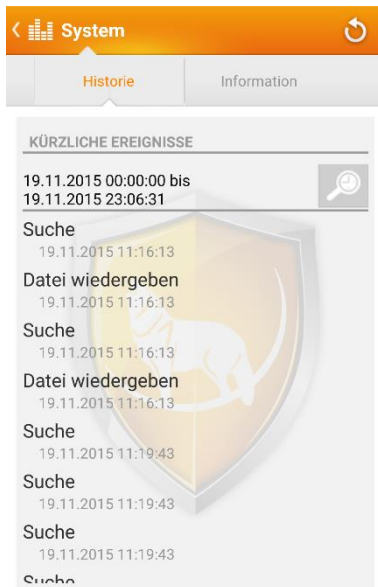 System
Historie
Information
KÜRZLICHE EREIGNISSE
19.11.2015 00:00:00 bis
19.11.2015 23:06:31
Suche
19.11.2015 11:16:13
Datei wiedergeben
19.11.2015 11:16:13
Suche
19.11.2015 11:16:13
Datei wiedergeben
19.11.2015 11:16:13
Suche
19.11.2015 11:19:43
Suche
19.11.2015 11:19:43
Suche
19.11.2015 11:19:43
Suche